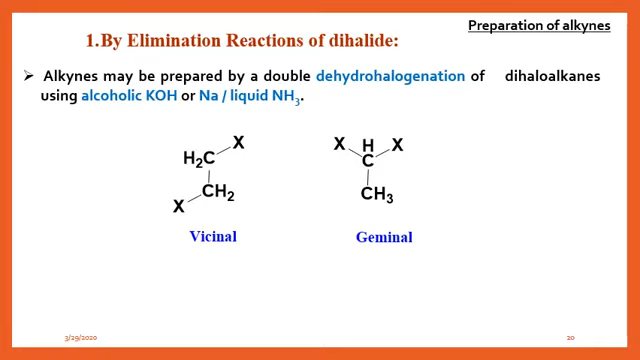 Preparation of alkynes
1.By Elimination Reactions of dihalide:
➢ Alkynes may be prepared by a double dehydrohalogenation of dihaloalkanes
using alcoholic KOH or Na / liquid NH3.
X
H2C
CH2
X
Vicinal
X H X
C
CH3
Geminal
3/29/2020
20